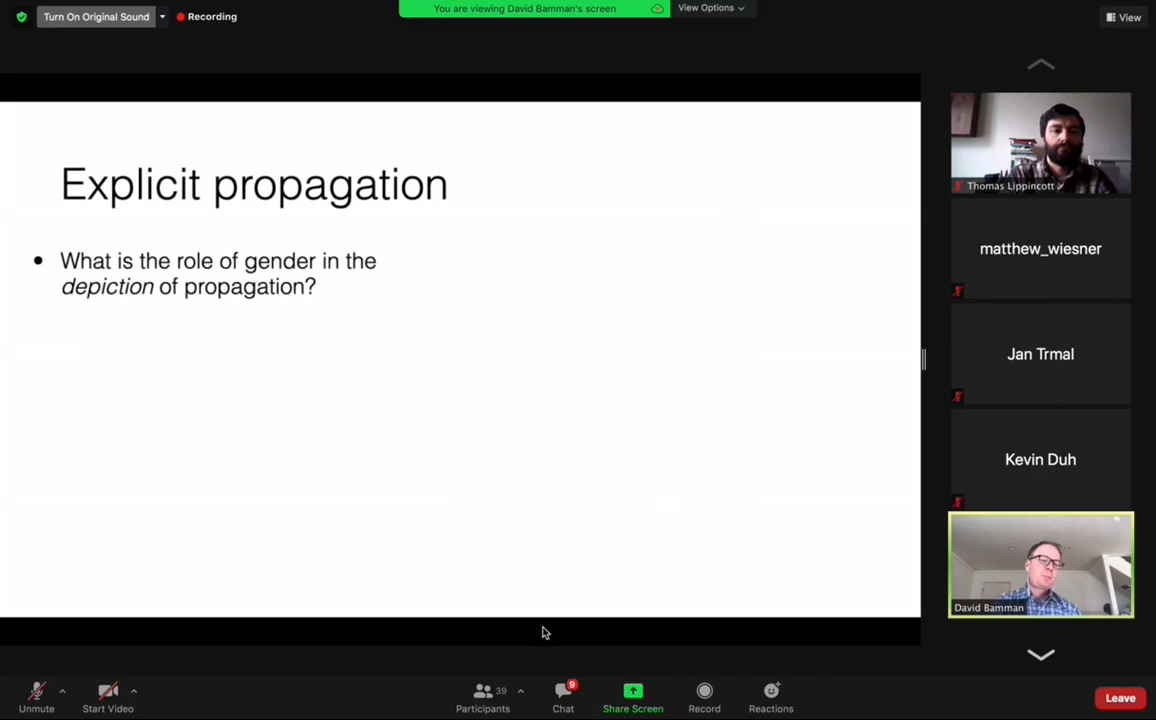 Turn On Original Sound
Recording
You are viewing David Bamman's screen
View Options
View
Explicit propagation
• What is the role of gender in the
depiction of propagation?
Thomas Lippincott
matthew_wiesner
Jan Trmal
Kevin Duh
David Bamman
Unmute
Start Video
39
Participants
9
Chat
Share Screen
Record
Reactions
Leave